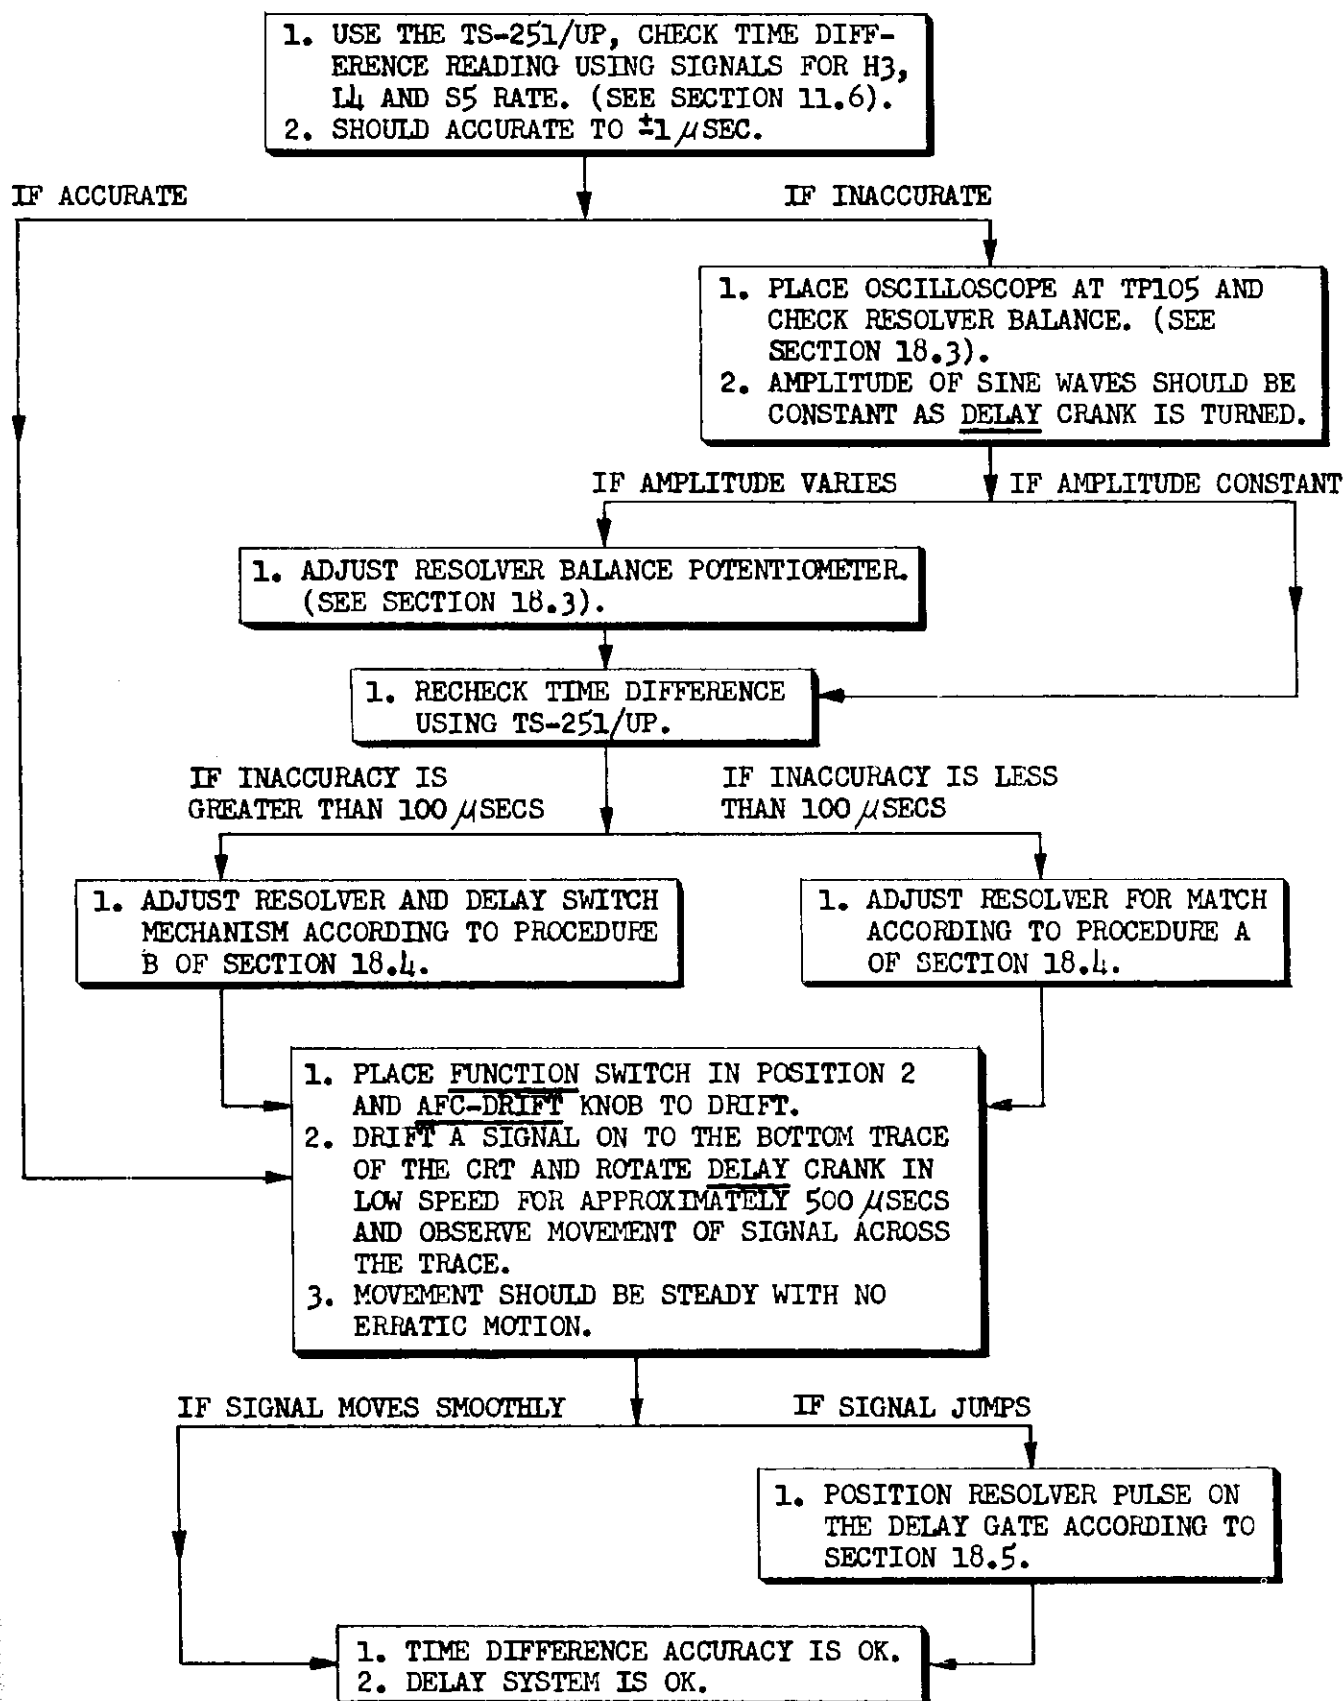 1. USE THE TS-251/UP, CHECK TIME DIFF-
ERENCE READING USING SIGNALS FOR H3,
L4 AND S5 RATE. (SEE SECTION 11.6).
2. SHOULD ACCURATE TO ±1 μSEC.
IF ACCURATE
IF INACCURATE
1. PLACE OSCILLOSCOPE AT TP105 AND
CHECK RESOLVER BALANCE. (SEE
SECTION 18.3).
2. AMPLITUDE OF SINE WAVES SHOULD BE
CONSTANT AS DELAY CRANK IS TURNED.
IF AMPLITUDE VARIES
IF AMPLITUDE CONSTANT
1. ADJUST RESOLVER BALANCE POTENTIOMETER.
(SEE SECTION 18.3).
1. RECHECK TIME DIFFERENCE
USING TS-251/UP.
IF INACCURACY IS
GREATER THAN 100 μSECS
IF INACCURACY IS LESS
THAN 100 μSECS
1. ADJUST RESOLVER AND DELAY SWITCH
MECHANISM ACCORDING TO PROCEDURE
B OF SECTION 18.4.
1. ADJUST RESOLVER FOR MATCH
ACCORDING TO PROCEDURE A
OF SECTION 18.4.
1. PLACE FUNCTION SWITCH IN POSITION 2
AND AFC-DRIFT KNOB TO DRIFT.
2. DRIFT A SIGNAL ON TO THE BOTTOM TRACE
OF THE CRT AND ROTATE DELAY CRANK IN
LOW SPEED FOR APPROXIMATELY 500 μSECS
AND OBSERVE MOVEMENT OF SIGNAL ACROSS
THE TRACE.
3. MOVEMENT SHOULD BE STEADY WITH NO
ERRATIC MOTION.
IF SIGNAL MOVES SMOOTHLY
IF SIGNAL JUMPS
1. POSITION RESOLVER PULSE ON
THE DELAY GATE ACCORDING TO
SECTION 18.5.
1. TIME DIFFERENCE ACCURACY IS OK.
2. DELAY SYSTEM IS OK.